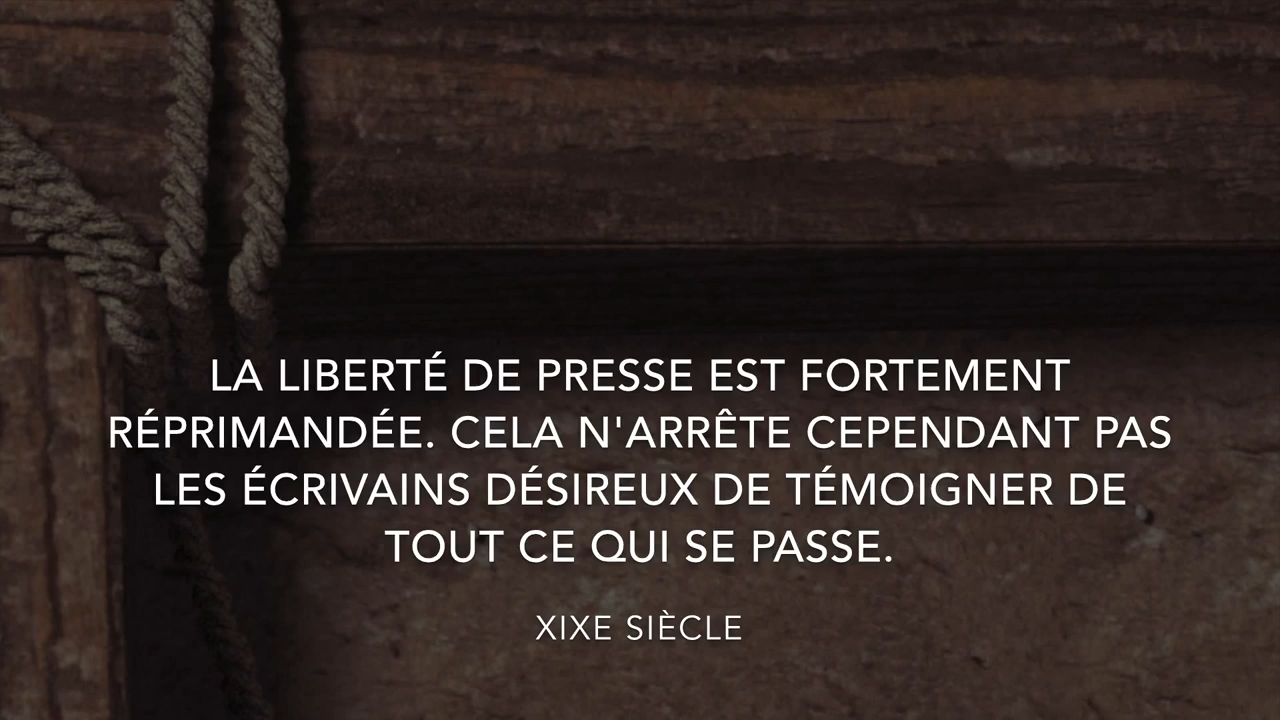 LA LIBERTÉ DE PRESSE EST FORTEMENT
RÉPRIMANDÉE. CELA N'ARRÊTE CEPENDANT PAS
LES ÉCRIVAINS DÉSIREUX DE TÉMOIGNER DE
TOUT CE QUI SE PASSE.
XIXE SIÈCLE